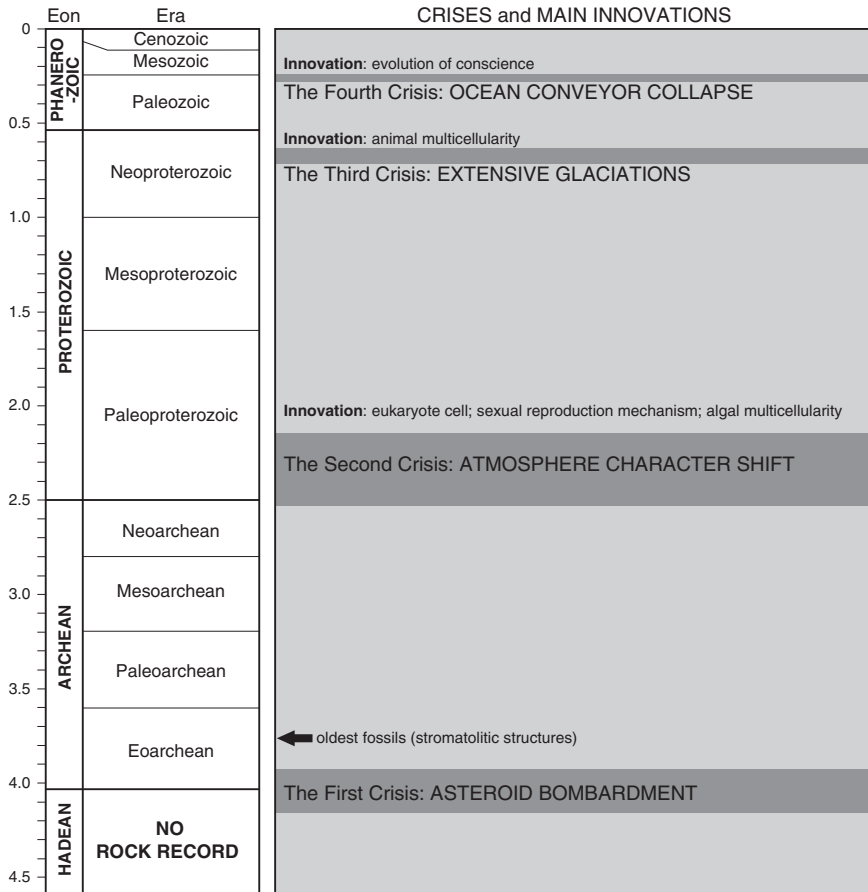 Eon
Era
CRISES and MAIN INNOVATIONS
0
0.5
1.0
1.5
2.0
2.5
3.0
3.5
4.0
4.5
PHANERO
-ZOIC
PROTEROZOIC
ARCHEAN
HADEAN
Cenozoic
Mesozoic
Paleozoic
Neoproterozoic
Mesoproterozoic
Paleoproterozoic
Neoarchean
Mesoarchean
Paleoarchean
Eoarchean
NO
ROCK RECORD
Innovation: evolution of conscience
The Fourth Crisis: OCEAN CONVEYOR COLLAPSE
Innovation: animal multicellularity
The Third Crisis: EXTENSIVE GLACIATIONS
Innovation: eukaryote cell; sexual reproduction mechanism; algal multicellularity
The Second Crisis: ATMOSPHERE CHARACTER SHIFT
oldest fossils (stromatolitic structures)
The First Crisis: ASTEROID BOMBARDMENT